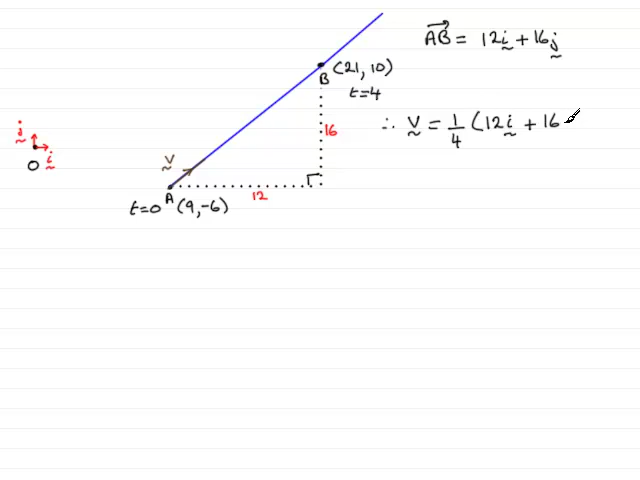 AB = 12i + 16j
B (21, 10)
t=4
∴ v = 1/4 (12i + 16
16
j
i
O
v
12
t=0 A (9, -6)